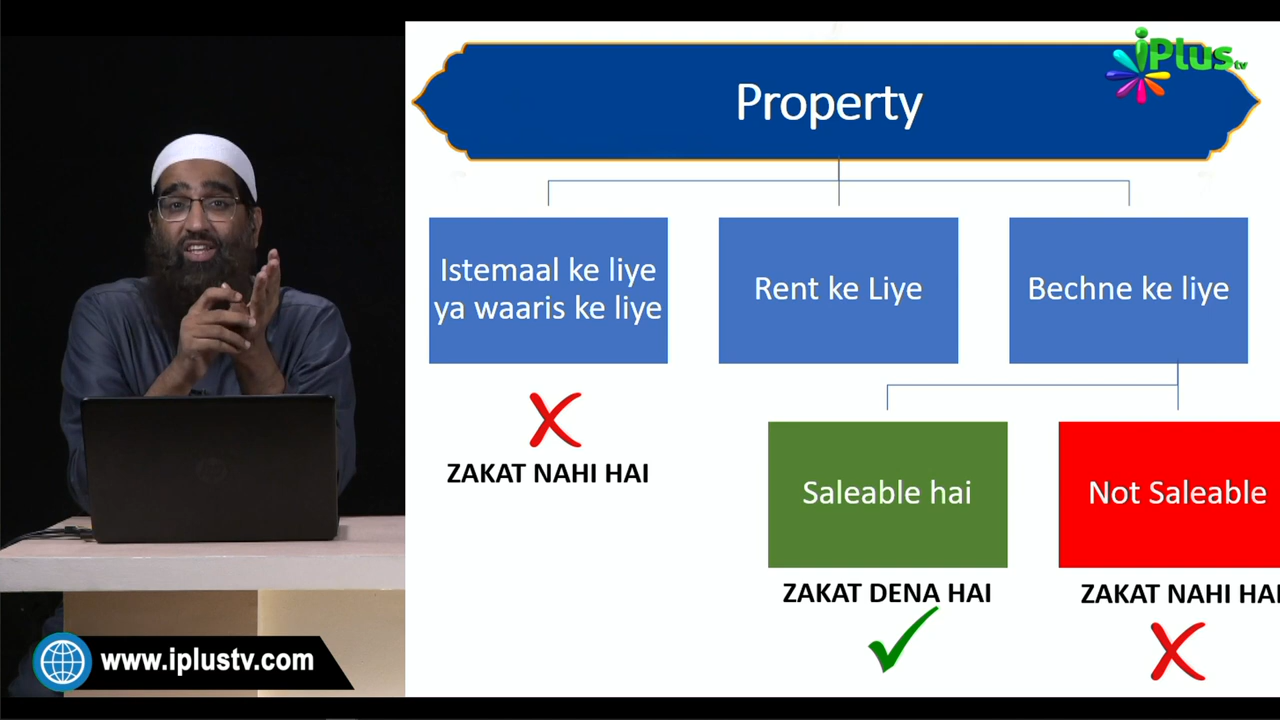 iPlus tv
Property
Istemaal ke liye
ya waaris ke liye
Rent ke Liye
Bechne ke liye
ZAKAT NAHI HAI
Saleable hai
Not Saleable
ZAKAT DENA HAI
ZAKAT NAHI HAI
www.iplustv.com